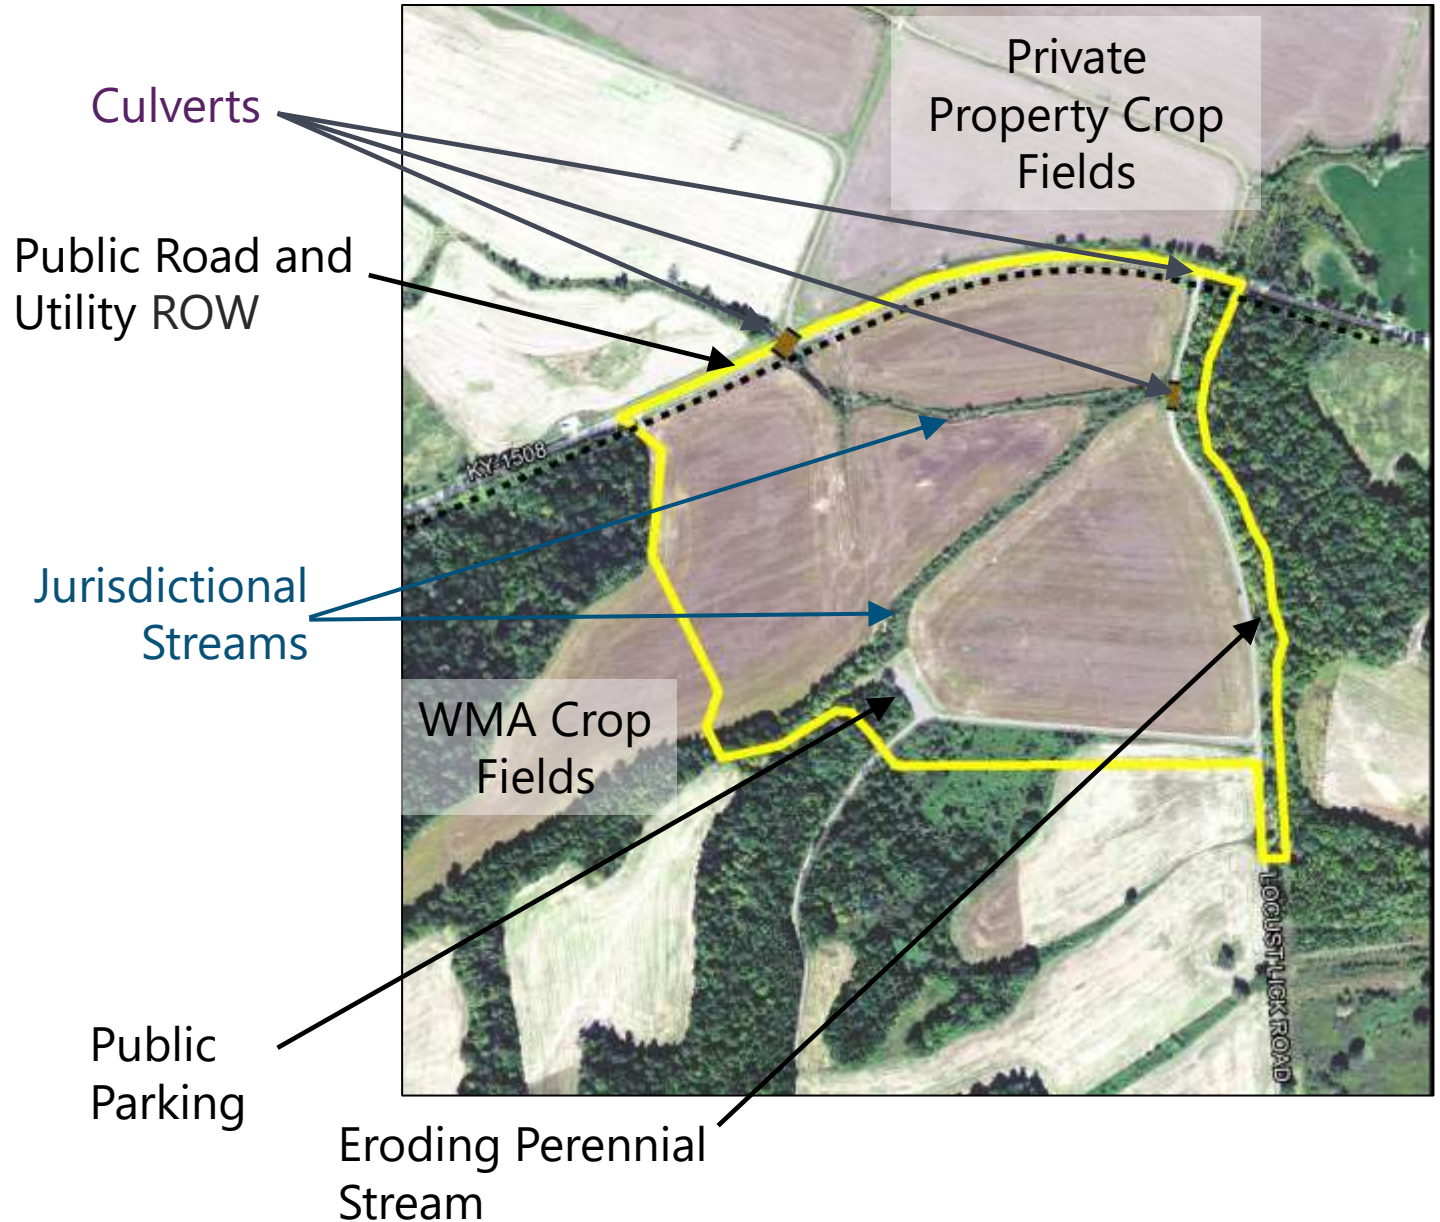 Private
Property Crop
Fields
Culverts
Public Road and
Utility ROW
KY-1508
Jurisdictional
Streams
WMA Crop
Fields
LOCUST LICK ROAD
Public
Parking
Eroding Perennial
Stream